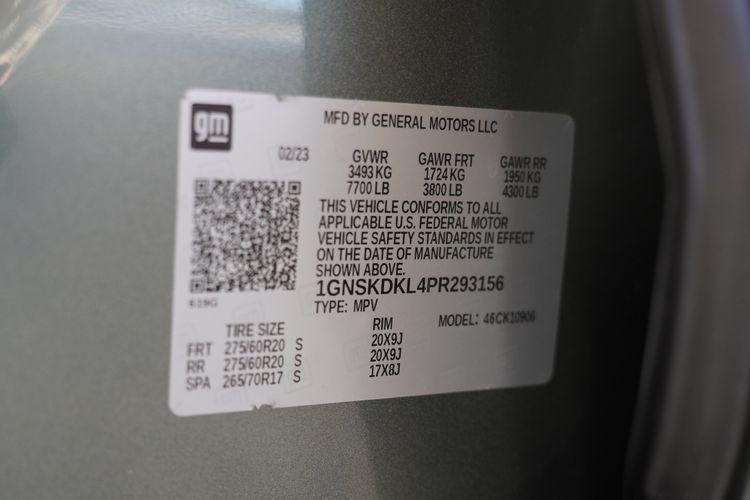 gm
MFD BY GENERAL MOTORS LLC
02/23 GVWR GAWR FRT GAWR RR
3493 KG 1724 KG 1950 KG
7700 LB 3800 LB 4300 LB
THIS VEHICLE CONFORMS TO ALL
APPLICABLE U.S. FEDERAL MOTOR
VEHICLE SAFETY STANDARDS IN EFFECT
ON THE DATE OF MANUFACTURE
SHOWN ABOVE.
1GNSKDKL4PR293156
619G
TYPE: MPV
MODEL: 46CK10906
TIRE SIZE RIM
FRT 275/60R20 S 20X9J
RR 275/60R20 S 20X9J
SPA 265/70R17 S 17X8J